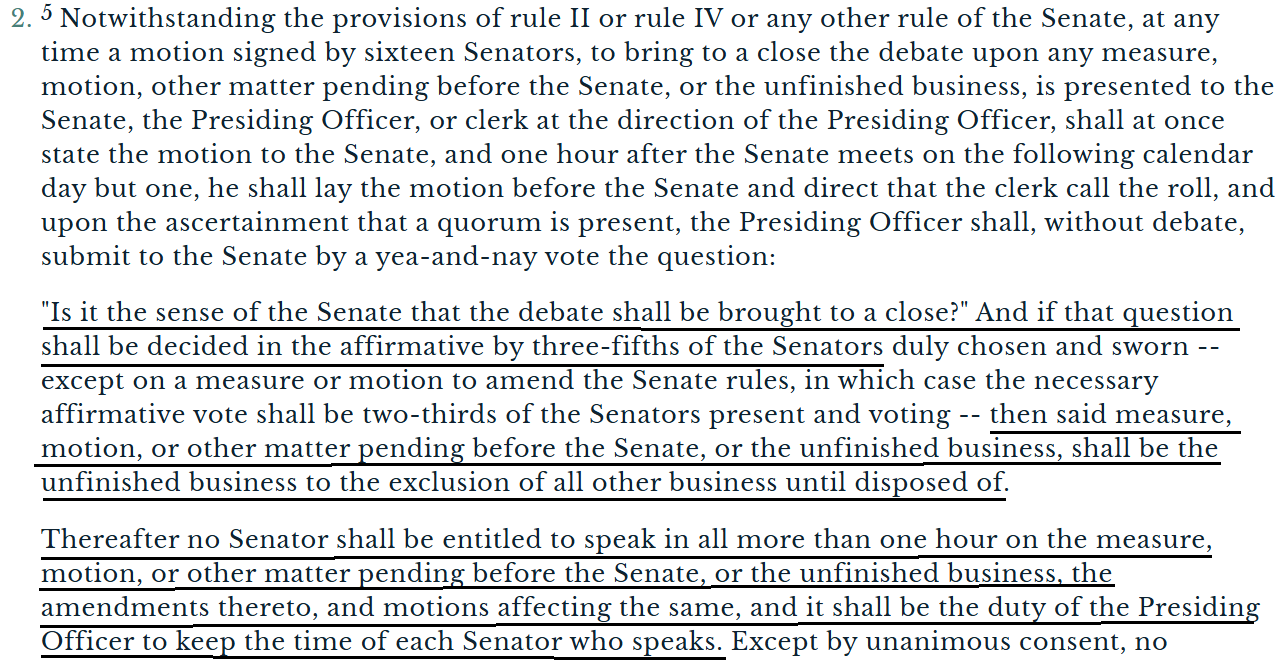 2. 5 Notwithstanding the provisions of rule II or rule IV or any other rule of the Senate, at any
time a motion signed by sixteen Senators, to bring to a close the debate upon any measure,
motion, other matter pending before the Senate, or the unfinished business, is presented to the
Senate, the Presiding Officer, or clerk at the direction of the Presiding Officer, shall at once
state the motion to the Senate, and one hour after the Senate meets on the following calendar
day but one, he shall lay the motion before the Senate and direct that the clerk call the roll, and
upon the ascertainment that a quorum is present, the Presiding Officer shall, without debate,
submit to the Senate by a yea-and-nay vote the question:
"Is it the sense of the Senate that the debate shall be brought to a close?" And if that question
shall be decided in the affirmative by three-fifths of the Senators duly chosen and sworn --
except on a measure or motion to amend the Senate rules, in which case the necessary
affirmative vote shall be two-thirds of the Senators present and voting -- then said measure,
motion, or other matter pending before the Senate, or the unfinished business, shall be the
unfinished business to the exclusion of all other business until disposed of.
Thereafter no Senator shall be entitled to speak in all more than one hour on the measure,
motion, or other matter pending before the Senate, or the unfinished business, the
amendments thereto, and motions affecting the same, and it shall be the duty of the Presiding
Officer to keep the time of each Senator who speaks. Except by unanimous consent, no